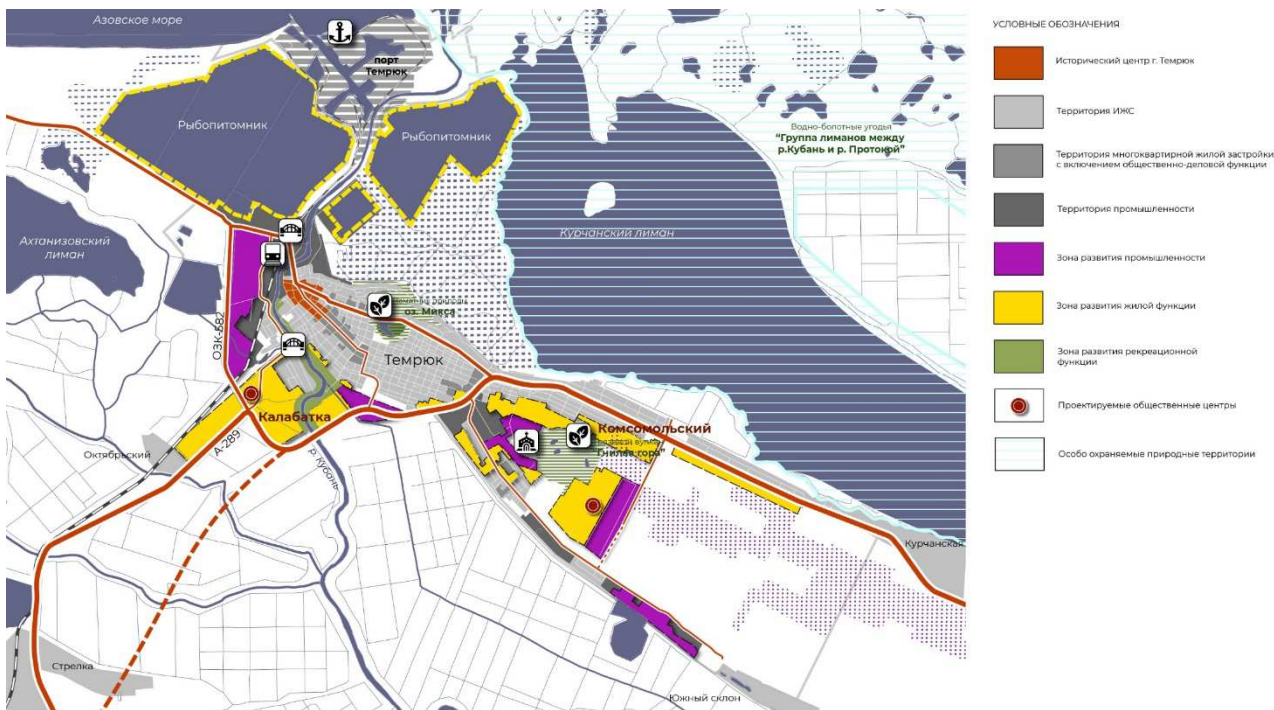 Азовское море
порт
Темрюк
Рыбопитомник
Рыбопитомник
Водно-болотные угодья
"Группа лиманов между
р.Кубань и р. Протокой"
Ахтанизовский
лиман
Курчанский лиман
ОЗК-582
оз. Микса
Темрюк
Калабатка
Комсомольский
"Гнилая гора"
Октябрьский
А-289
р. Кубань
Курчанская
Стрелка
Южный склон
УСЛОВНЫЕ ОБОЗНАЧЕНИЯ
Исторический центр г. Темрюк
Территория ИЖС
Территория многоквартирной жилой застройки
с включением общественно-деловой функции
Территория промышленности
Зона развития промышленности
Зона развития жилой функции
Зона развития рекреационной
функции
Проектируемые общественные центры
Особо охраняемые природные территории